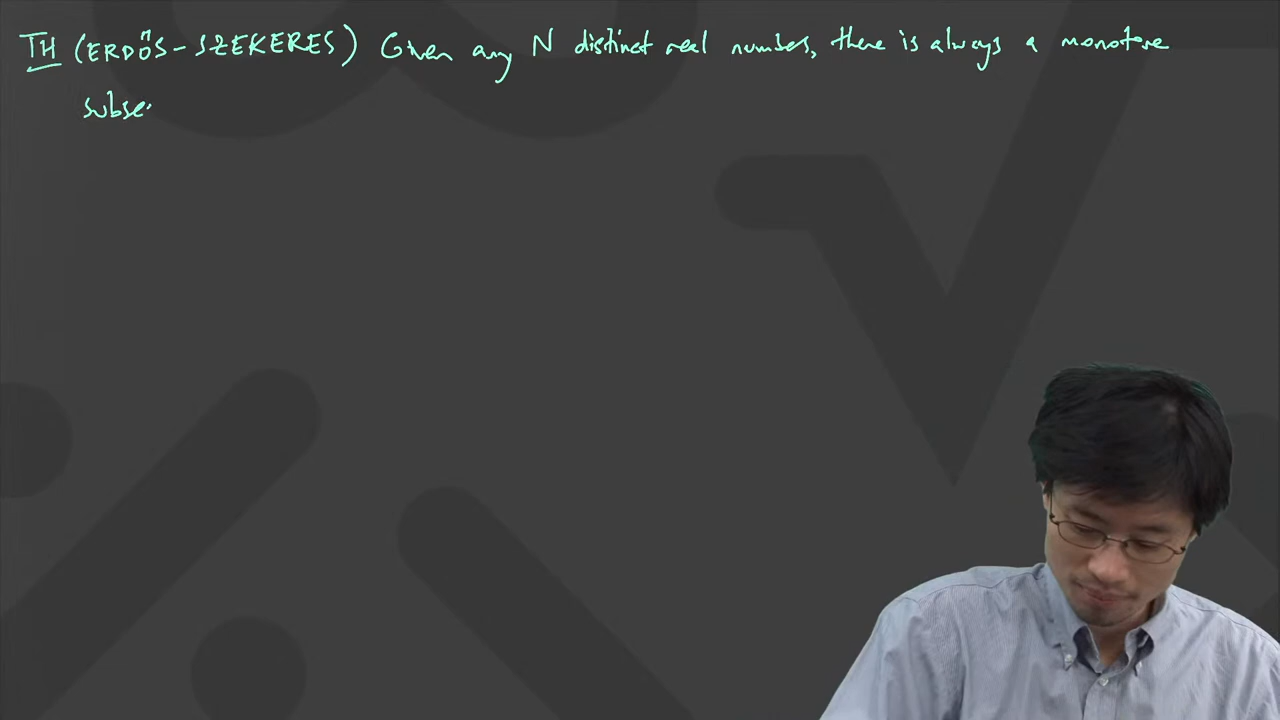 TH (ERDŐS-SZEKERES) Given any N distinct real numbers, there is always a monotone
subse